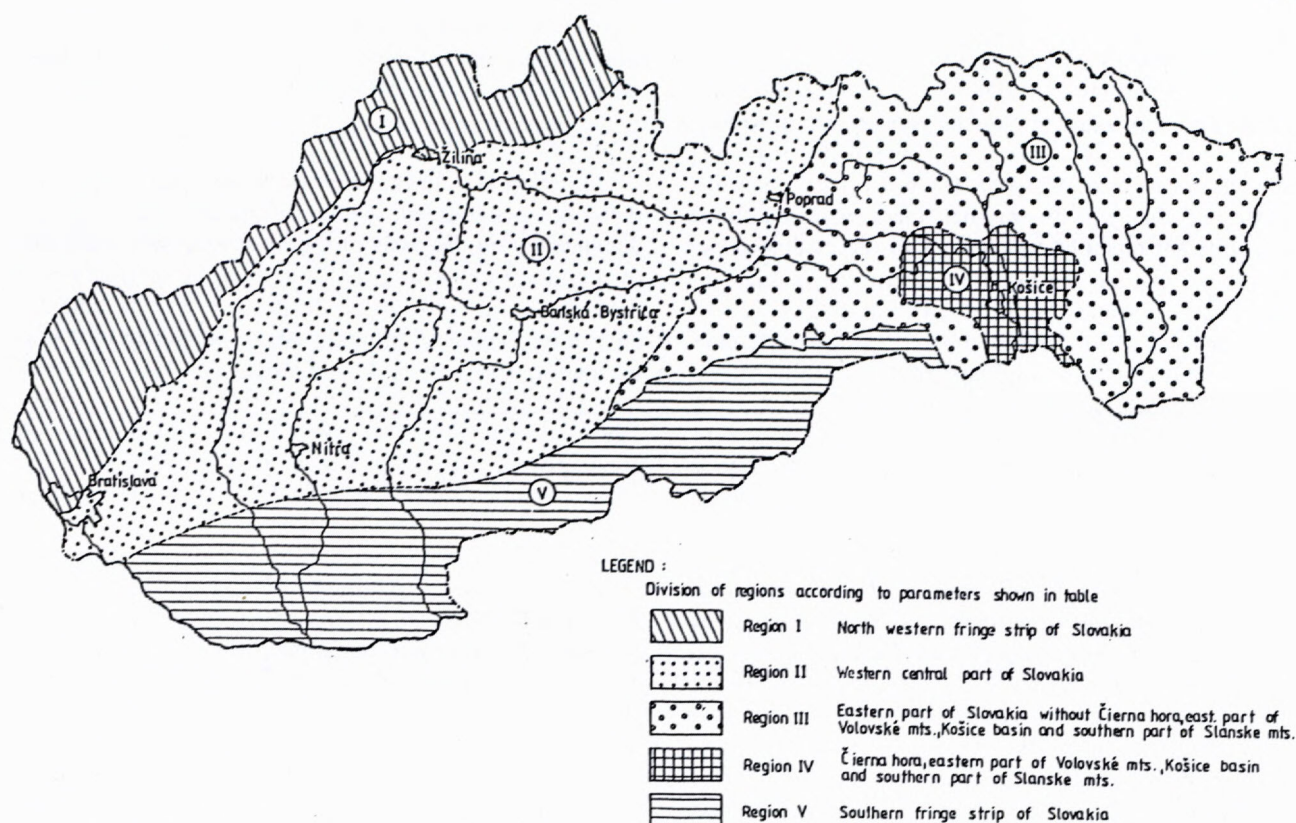 I
Žilina
III
Poprad
II
IV
Košice
Banská Bystrica
Nitra
Bratislava
V
LEGEND :
Division of regions according to parameters shown in table
Region I North western fringe strip of Slovakia
Region II Western central part of Slovakia
Region III Eastern part of Slovakia without Čierna hora, east. part of
Volovské mts., Košice basin and southern part of Slanske mts.
Region IV Čierna hora, eastern part of Volovské mts., Košice basin
and southern part of Slanske mts.
Region V Southern fringe strip of Slovakia